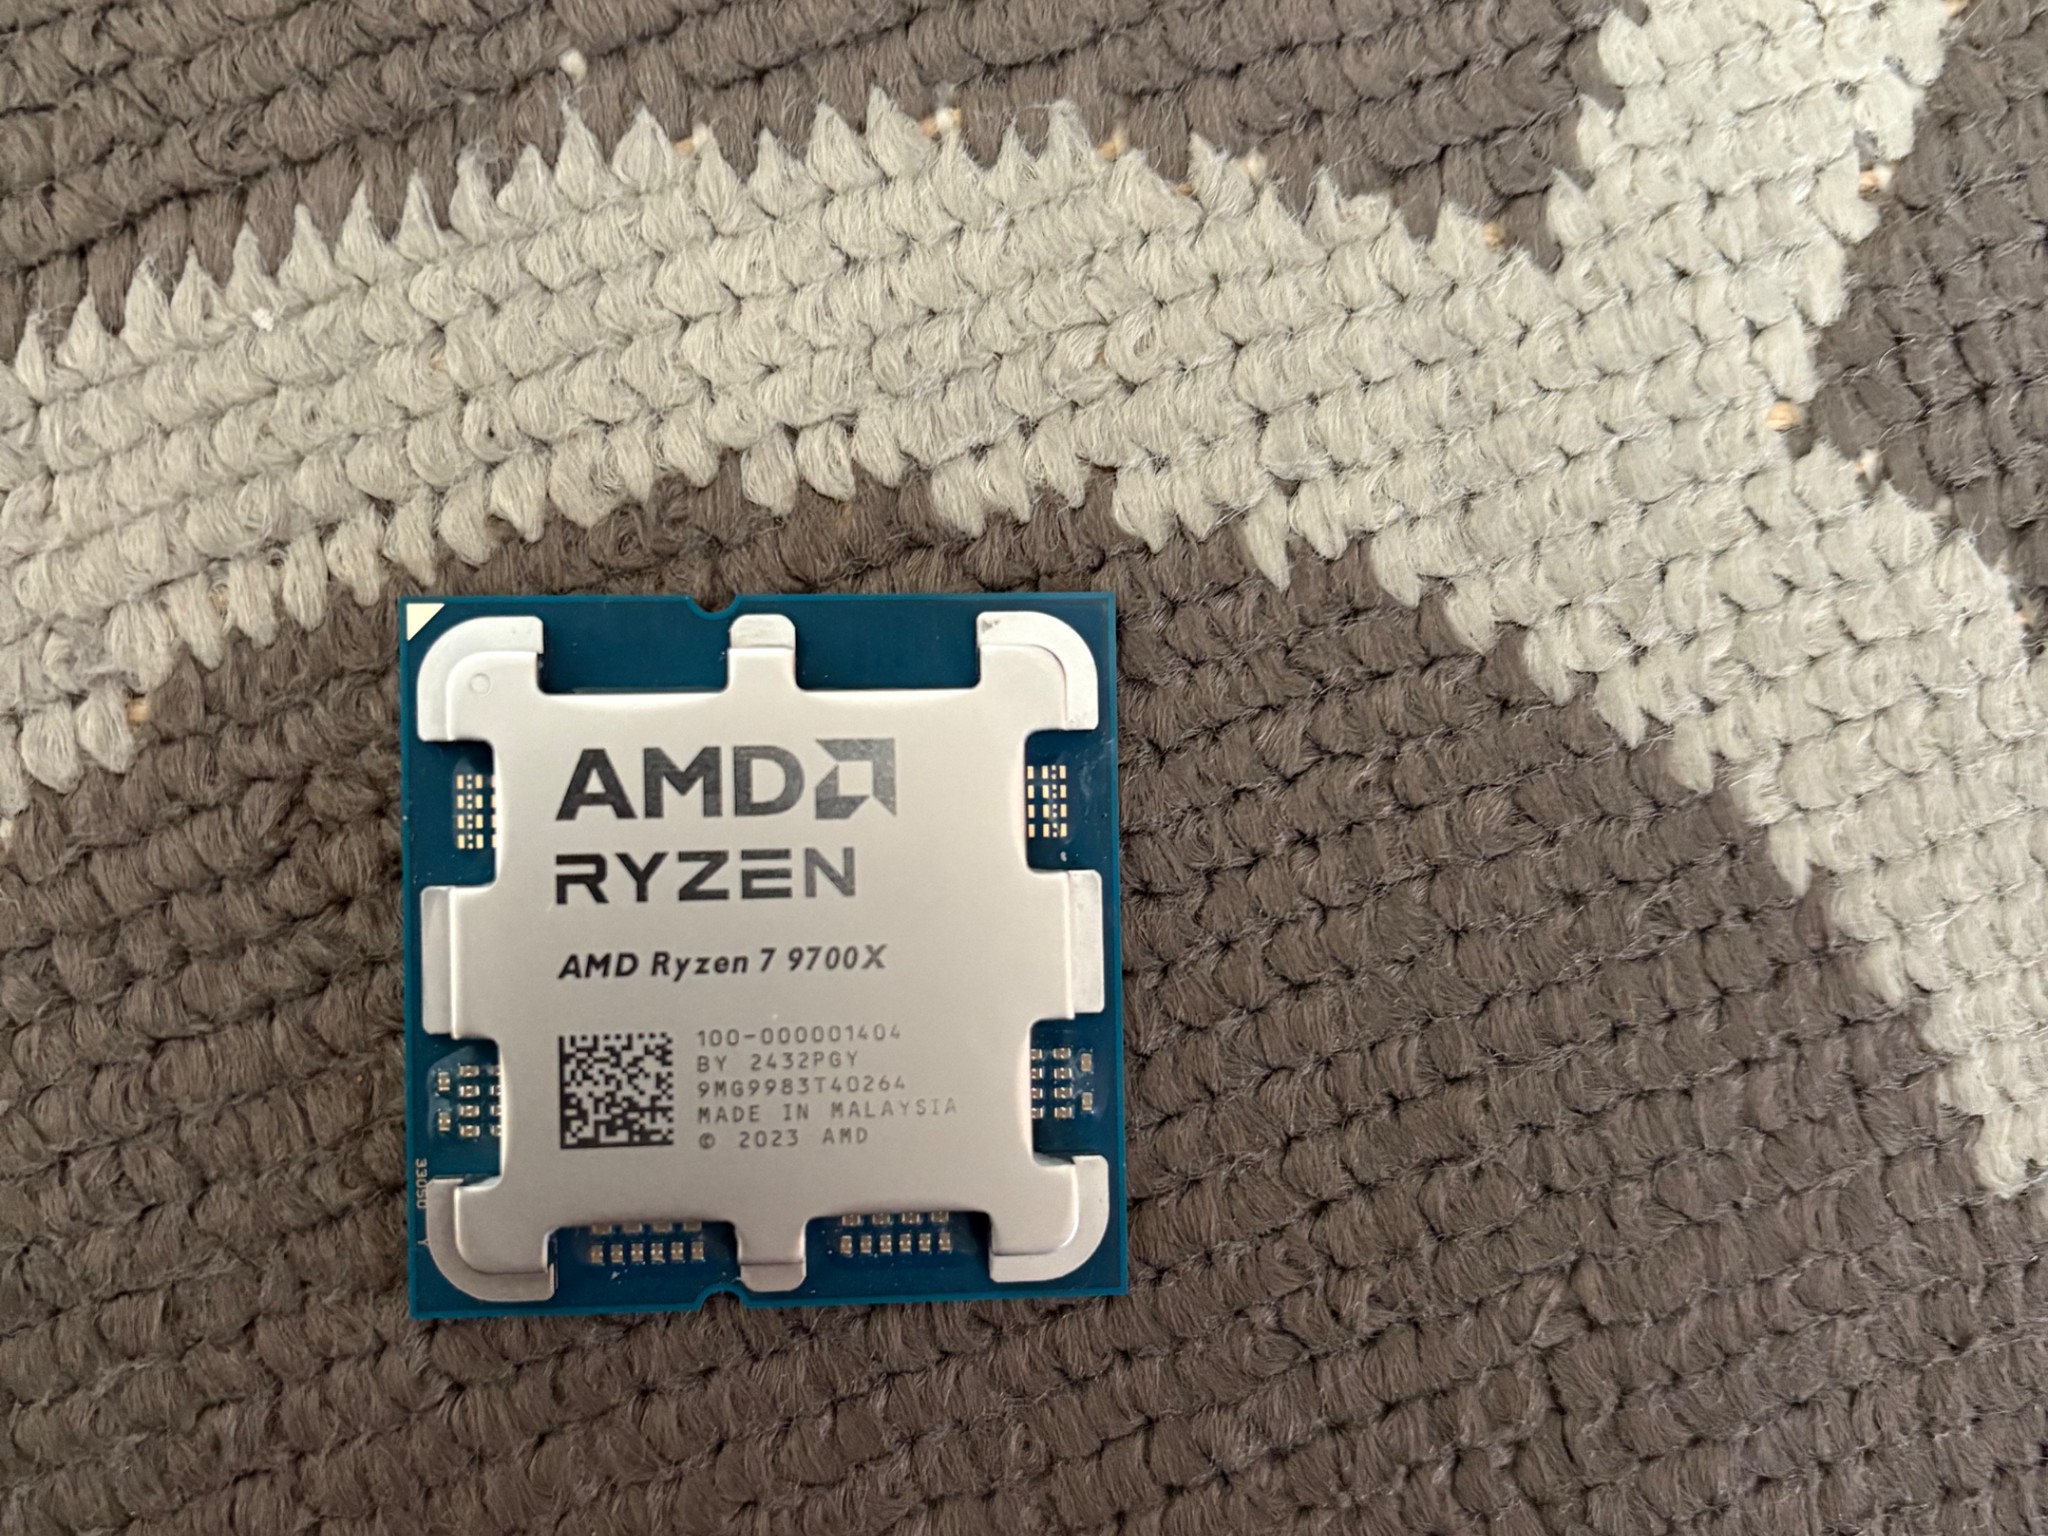 AMD
RYZEN
AMD Ryzen 7 9700X
100-000001404
BY 2432PGY
9MG9983T40264
MADE IN MALAYSIA
© 2023 AMD